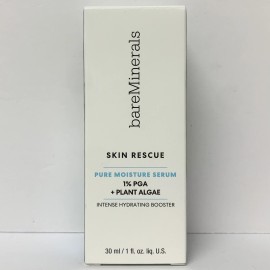 bareMinerals
SKIN RESCUE
PURE MOISTURE SERUM
1% PGA
+ PLANT ALGAE
INTENSE HYDRATING BOOSTER
30 ml / 1 fl. oz. liq. U.S.